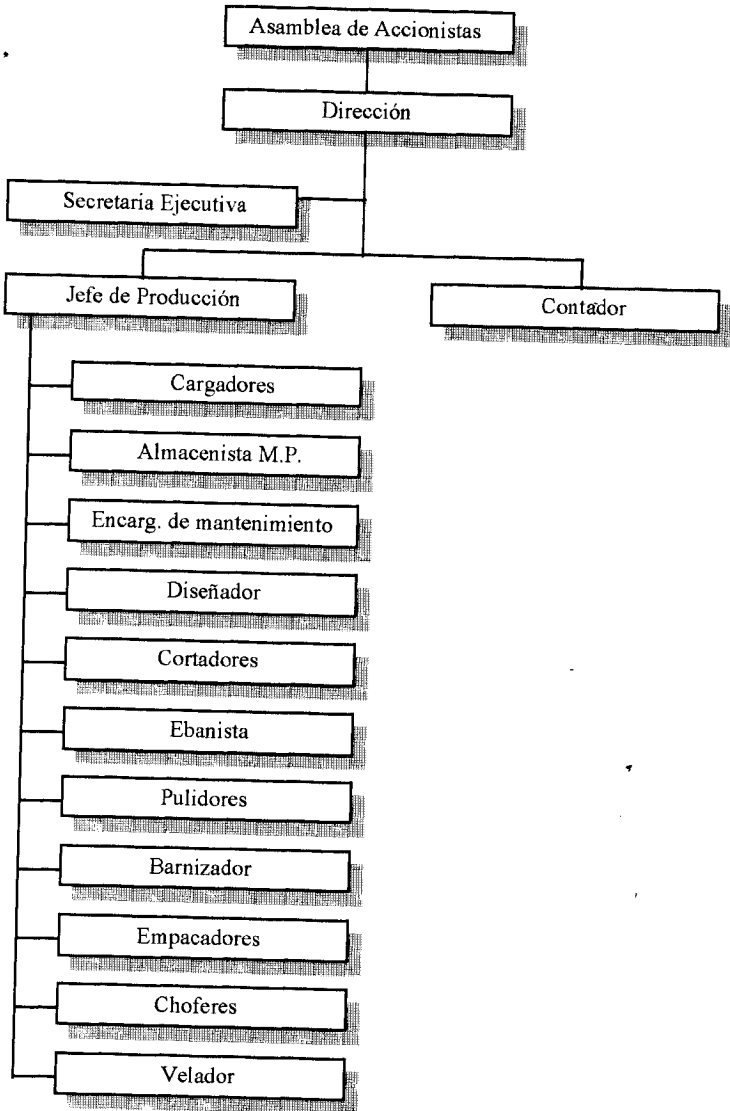 Asamblea de Accionistas
Dirección
Secretaria Ejecutiva
Jefe de Producción
Contador
Cargadores
Almacenista M.P.
Encarg. de mantenimiento
Diseñador
Cortadores
Ebanista
Pulidores
Barnizador
Empacadores
Choferes
Velador